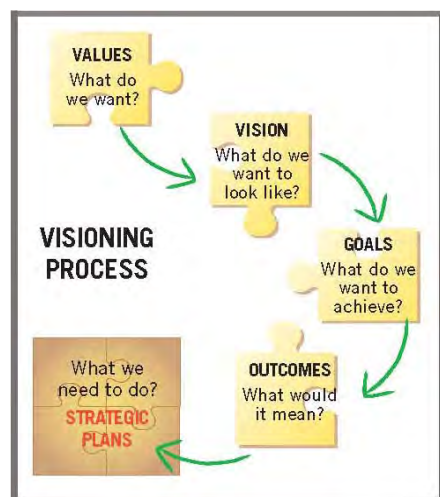 VALUES
What do
we want?
VISION
What do we
want to
look like?
VISIONING
PROCESS
GOALS
What do we
want to
achieve?
OUTCOMES
What would
it mean?
What we
need to do?
STRATEGIC
PLANS